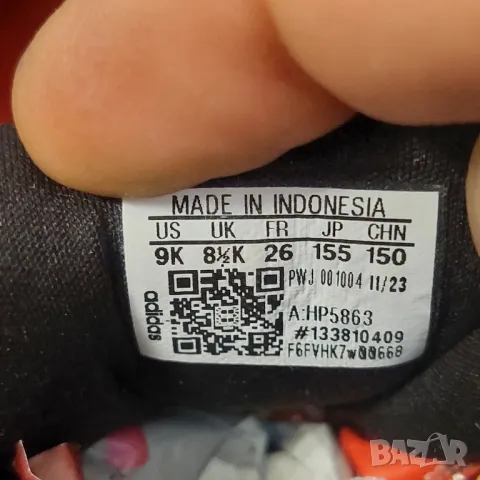 MADE IN INDONESIA
US UK FR JP CHN
9K 8½K 26 155 150
PWJ 001004 11/23
A:HP5863
#133810409
F6FVHK7W00668
adidas
BAZAR